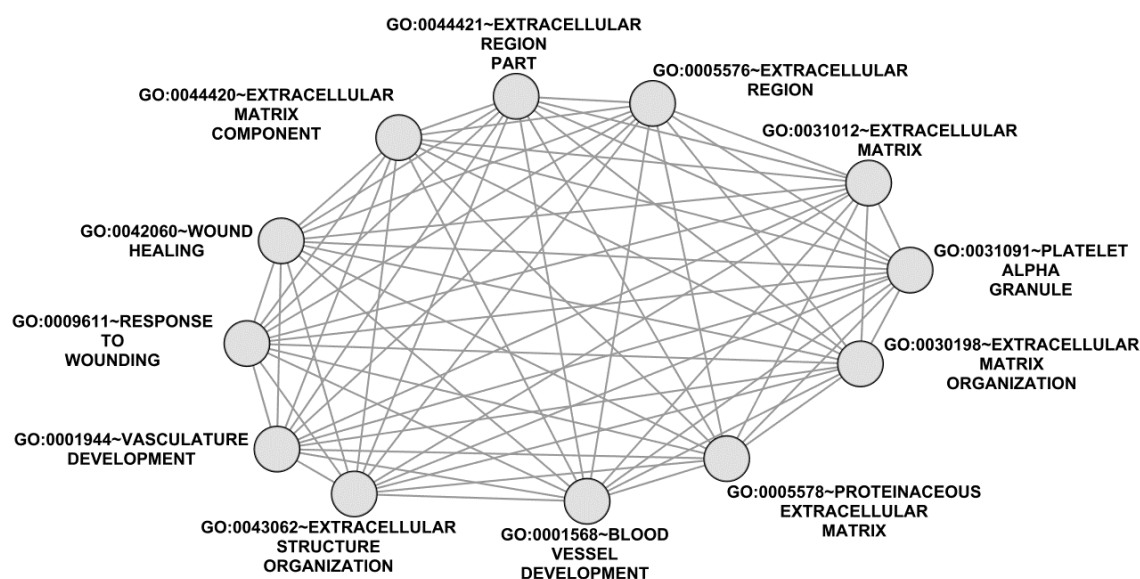 GO:0044421~EXTRACELLULAR
REGION
PART
GO:0005576~EXTRACELLULAR
REGION
GO:0044420~EXTRACELLULAR
MATRIX
COMPONENT
GO:0031012~EXTRACELLULAR
MATRIX
GO:0042060~WOUND
HEALING
GO:0031091~PLATELET
ALPHA
GRANULE
GO:0009611~RESPONSE
TO
WOUNDING
GO:0030198~EXTRACELLULAR
MATRIX
ORGANIZATION
GO:0001944~VASCULATURE
DEVELOPMENT
GO:0005578~PROTEINACEOUS
EXTRACELLULAR
MATRIX
GO:0043062~EXTRACELLULAR
STRUCTURE
ORGANIZATION
GO:0001568~BLOOD
VESSEL
DEVELOPMENT